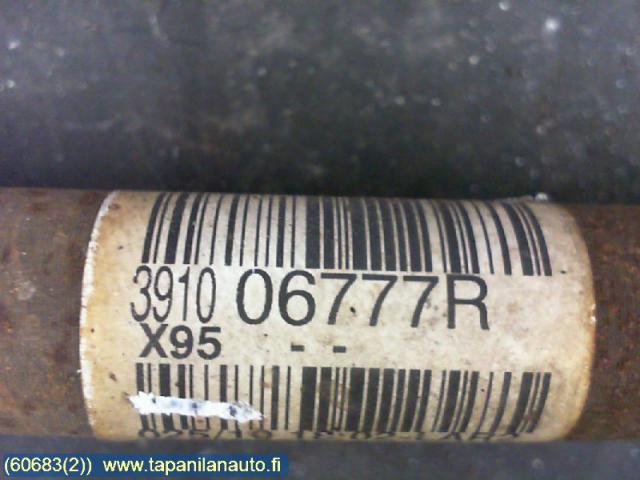 3910 06777R
X95 - -
(60683(2)) www.tapanilanauto.fi